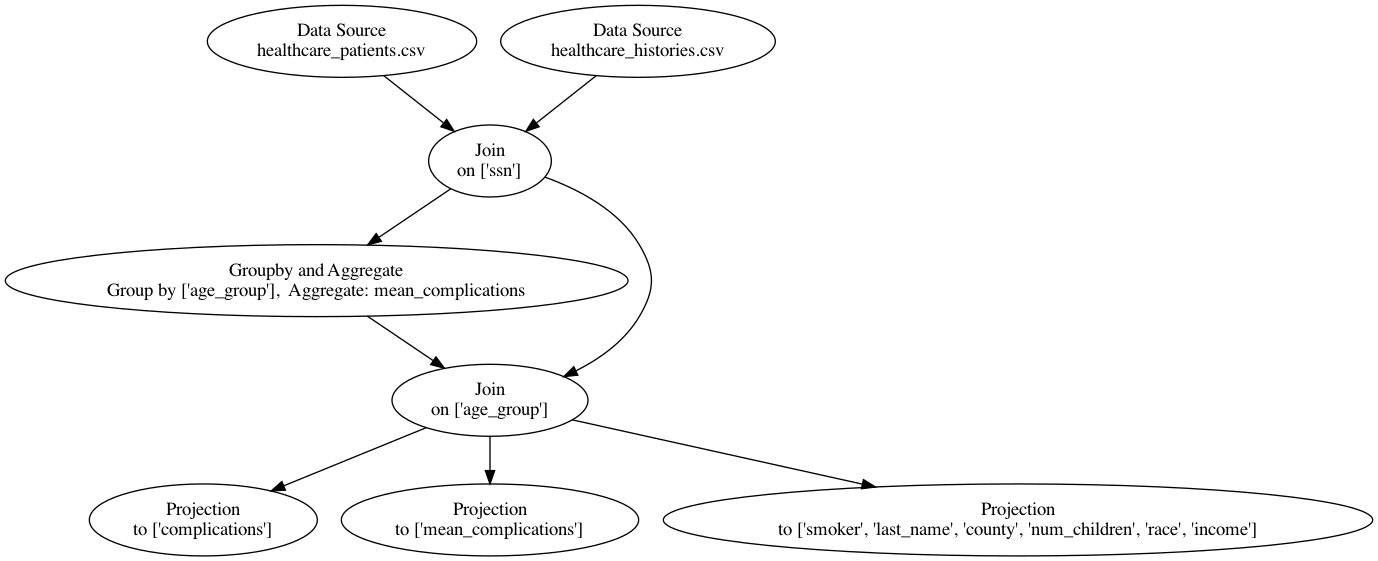 Data Source
healthcare_patients.csv
Data Source
healthcare_histories.csv
Join
on ['ssn']
Groupby and Aggregate
Group by ['age_group'],  Aggregate: mean_complications
Join
on ['age_group']
Projection
to ['complications']
Projection
to ['mean_complications']
Projection
to ['smoker', 'last_name', 'county', 'num_children', 'race', 'income']